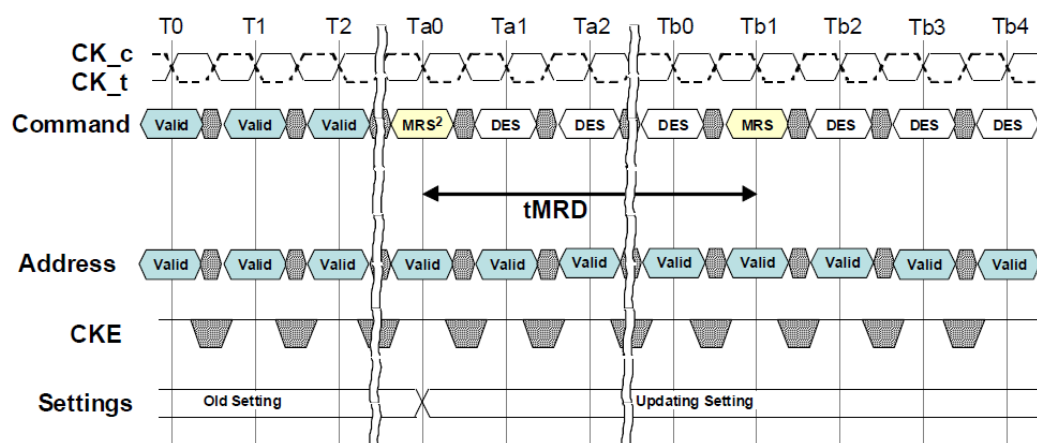 T0 T1 T2 Ta0 Ta1 Ta2 Tb0 Tb1 Tb2 Tb3 Tb4
CK_c
CK_t
Command Valid Valid Valid MRS2 DES DES DES MRS DES DES DES
tMRD
Address Valid Valid Valid Valid Valid Valid Valid Valid Valid Valid Valid
CKE
Settings Old Setting Updating Setting